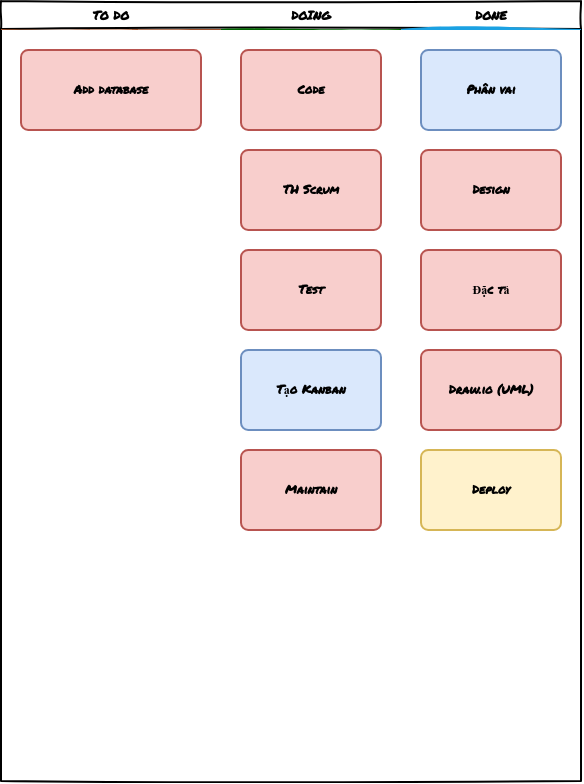 TO DO
DOING
DONE
Add database
Code
Phân vai
TH Scrum
Design
Test
Đặc tả
Tạo Kanban
Draw.io (UML)
Maintain
Deploy